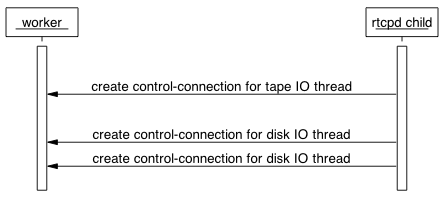 worker
rtcpd child
create control-connection for tape IO thread
create control-connection for disk IO thread
create control-connection for disk IO thread